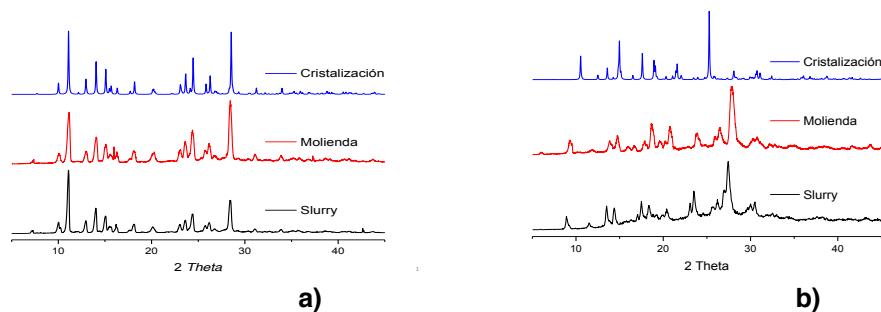 Cristalización
Molienda
Slurry
10 20 30 40
2 Theta
a)
Cristalización
Molienda
Slurry
10 20 30 40
2 Theta
b)